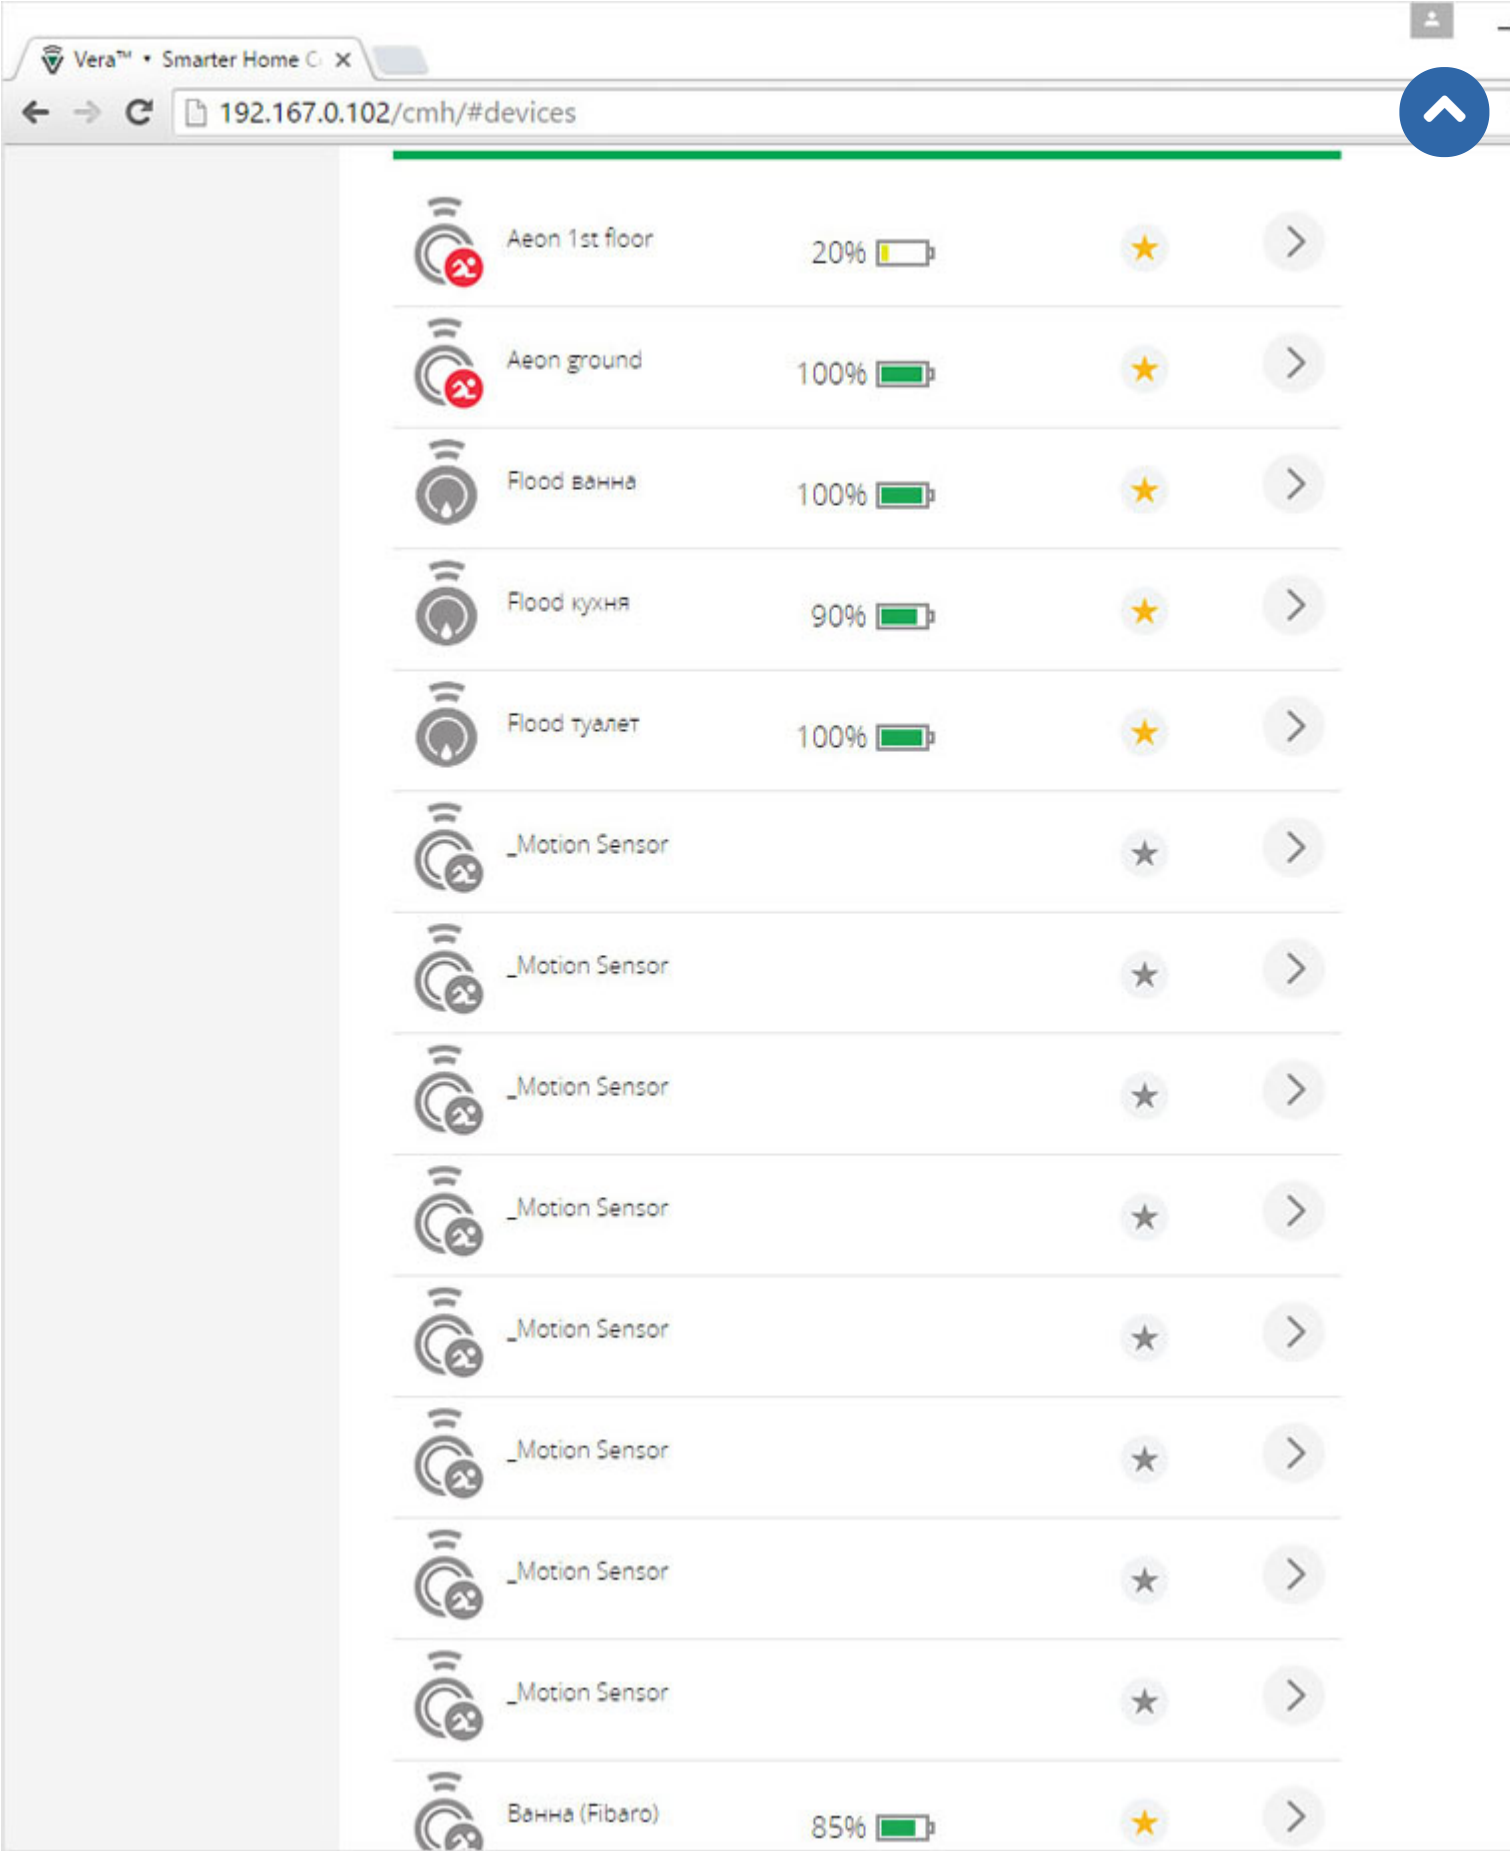 Vera™ • Smarter Home C
192.167.0.102/cmh/#devices
Aeon 1st floor
20%
Aeon ground
100%
Flood ванна
100%
Flood кухня
90%
Flood туалет
100%
_Motion Sensor
_Motion Sensor
_Motion Sensor
_Motion Sensor
_Motion Sensor
_Motion Sensor
_Motion Sensor
_Motion Sensor
Ванна (Fibaro)
85%